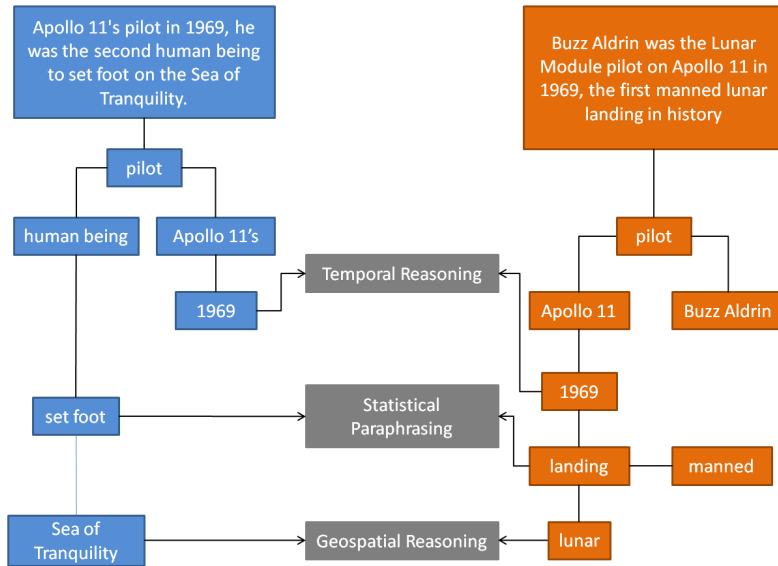 Apollo 11's pilot in 1969, he
was the second human being
to set foot on the Sea of
Tranquility.
Buzz Aldrin was the Lunar
Module pilot on Apollo 11 in
1969, the first manned lunar
landing in history
pilot
human being
Apollo 11’s
pilot
Temporal Reasoning
1969
Apollo 11
Buzz Aldrin
1969
set foot
Statistical
Paraphrasing
landing
manned
Sea of
Tranquility
Geospatial Reasoning
lunar